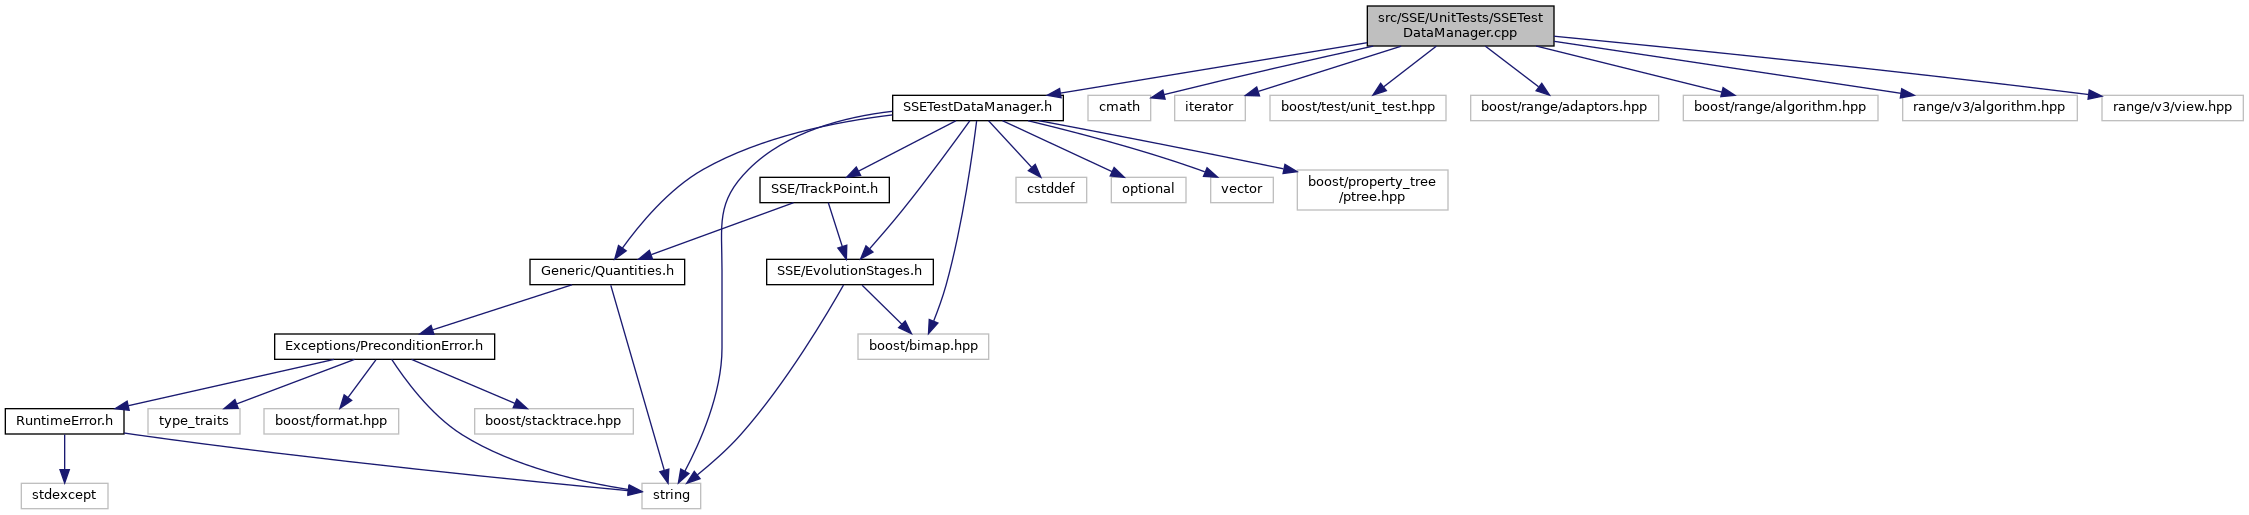 src/SSE/UnitTests/SSETest
DataManager.cpp
SSETestDataManager.h
cmath
iterator
boost/test/unit_test.hpp
boost/range/adaptors.hpp
boost/range/algorithm.hpp
range/v3/algorithm.hpp
range/v3/view.hpp
SSE/TrackPoint.h
cstddef
optional
vector
boost/property_tree
/ptree.hpp
Generic/Quantities.h
SSE/EvolutionStages.h
Exceptions/PreconditionError.h
boost/bimap.hpp
RuntimeError.h
type_traits
boost/format.hpp
boost/stacktrace.hpp
stdexcept
string